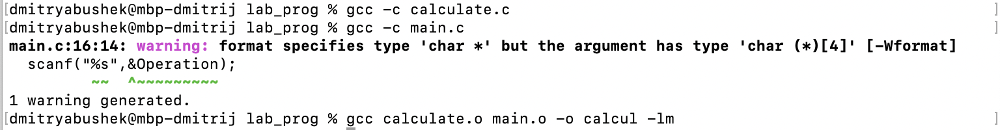 [dmitryabushek@mbp-dmitrij lab_prog % gcc -c calculate.c ]
[dmitryabushek@mbp-dmitrij lab_prog % gcc -c main.c ]
main.c:16:14: warning: format specifies type 'char *' but the argument has type 'char (*)[4]' [-Wformat]
  scanf("%s",&Operation);
         ~~  ^~~~~~~~~~
1 warning generated.
[dmitryabushek@mbp-dmitrij lab_prog % gcc calculate.o main.o -o calcul -lm ]